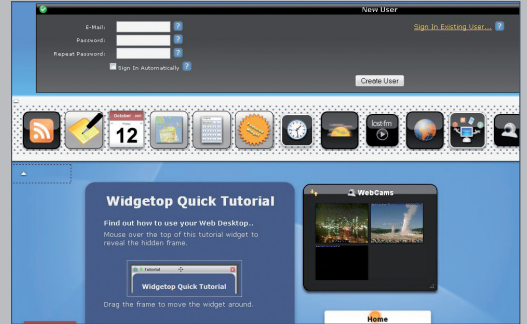 New User
E-Mail: ?
Sign In Existing User... ?
Password: ?
Repeat Password:
Sign In Automatically ?
Create User
October
12
last·fm
Widgetop Quick Tutorial
Find out how to use your Web Desktop..
Mouse over the top of this tutorial widget to
reveal the hidden frame.
Tutorial
Widgetop Quick Tutorial
Drag the frame to move the widget around.
WebCams
Home